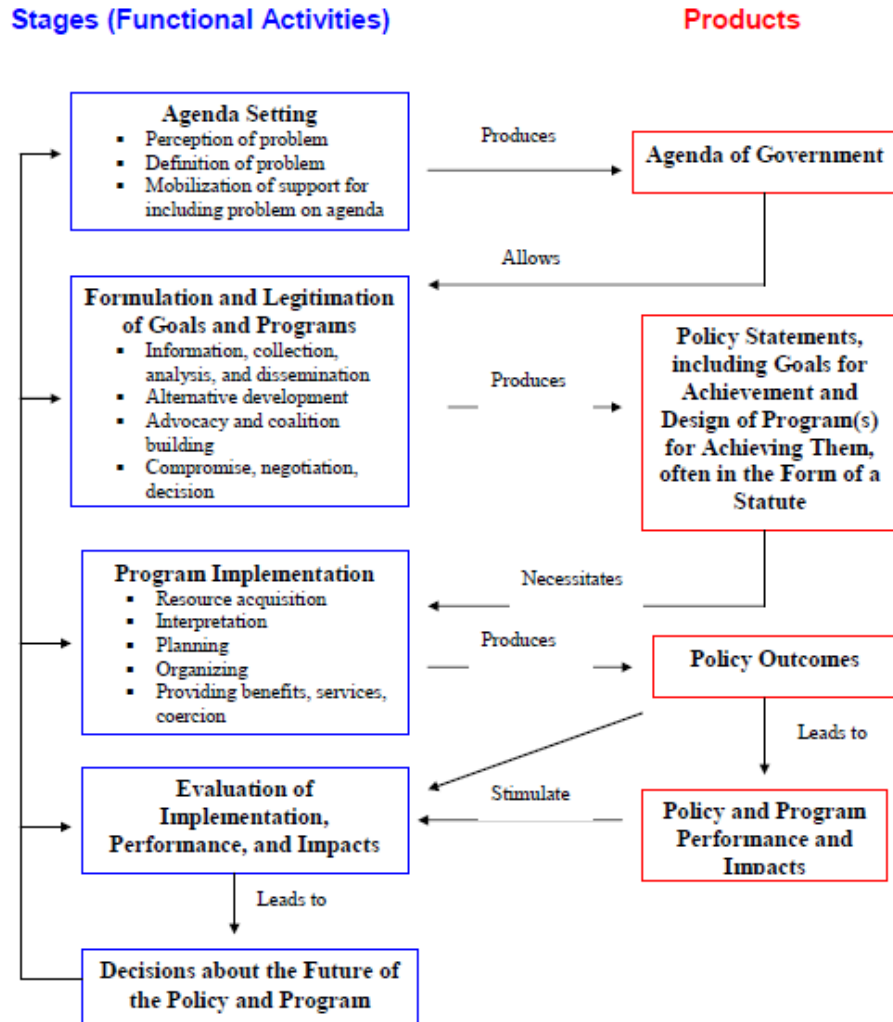 Stages (Functional Activities)
Products
Agenda Setting
▪ Perception of problem
▪ Definition of problem
▪ Mobilization of support for
including problem on agenda
Produces
Agenda of Government
Allows
Formulation and Legitimation
of Goals and Programs
▪ Information, collection,
analysis, and dissemination
▪ Alternative development
▪ Advocacy and coalition
building
▪ Compromise, negotiation,
decision
Produces
Policy Statements,
including Goals for
Achievement and
Design of Program(s)
for Achieving Them,
often in the Form of a
Statute
Necessitates
Program Implementation
▪ Resource acquisition
▪ Interpretation
▪ Planning
▪ Organizing
▪ Providing benefits, services,
coercion
Produces
Policy Outcomes
Leads to
Evaluation of
Implementation,
Performance, and Impacts
Stimulate
Policy and Program
Performance and
Impacts
Leads to
Decisions about the Future of
the Policy and Program